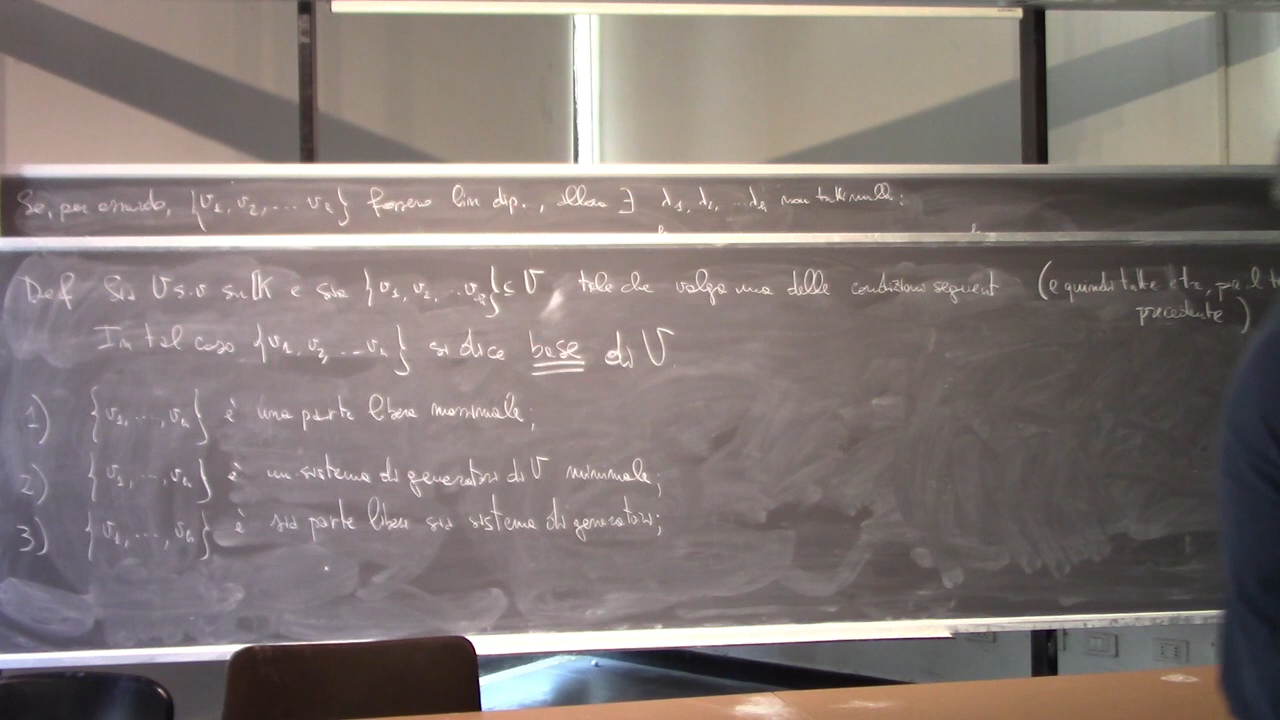 Se, per assurdo, {v₁, v₂, ... vₖ} fossero lin dip., allora ∃ λ₁, λ₂, ...λₖ non tutti nulli:
Def Sia V s.v su 𝕂 e sia {v₁, v₂, ...vₖ} ⊆ V tale che valga una delle condizioni seguenti (e quindi tutte e tre, per il
precedente)
In tal caso {v₁, v₂, ...vₙ} si dice base di V.
1) {v₁, ..., vₙ} è una parte libera massimale;
2) {v₁, ..., vₙ} è un sistema di generatori di V minimale;
3) {v₁, ..., vₙ} è sia parte libera sia sistema di generatori;